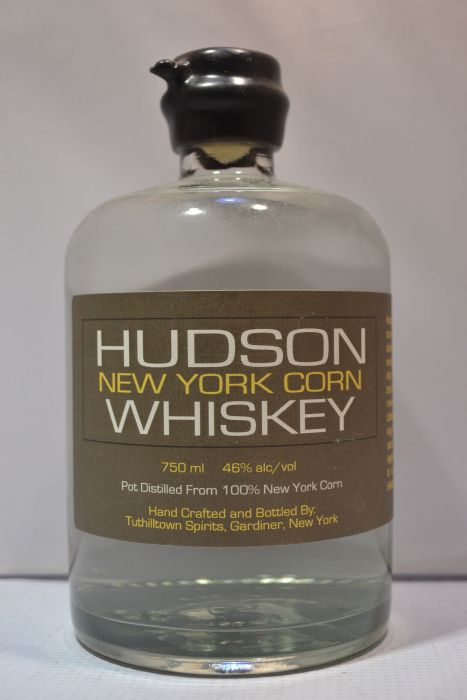 HUDSON
NEW YORK CORN
WHISKEY
750 ml 46% alc/vol
Pot Distilled From 100% New York Corn
Hand Crafted and Bottled By:
Tuthilltown Spirits, Gardiner, New York